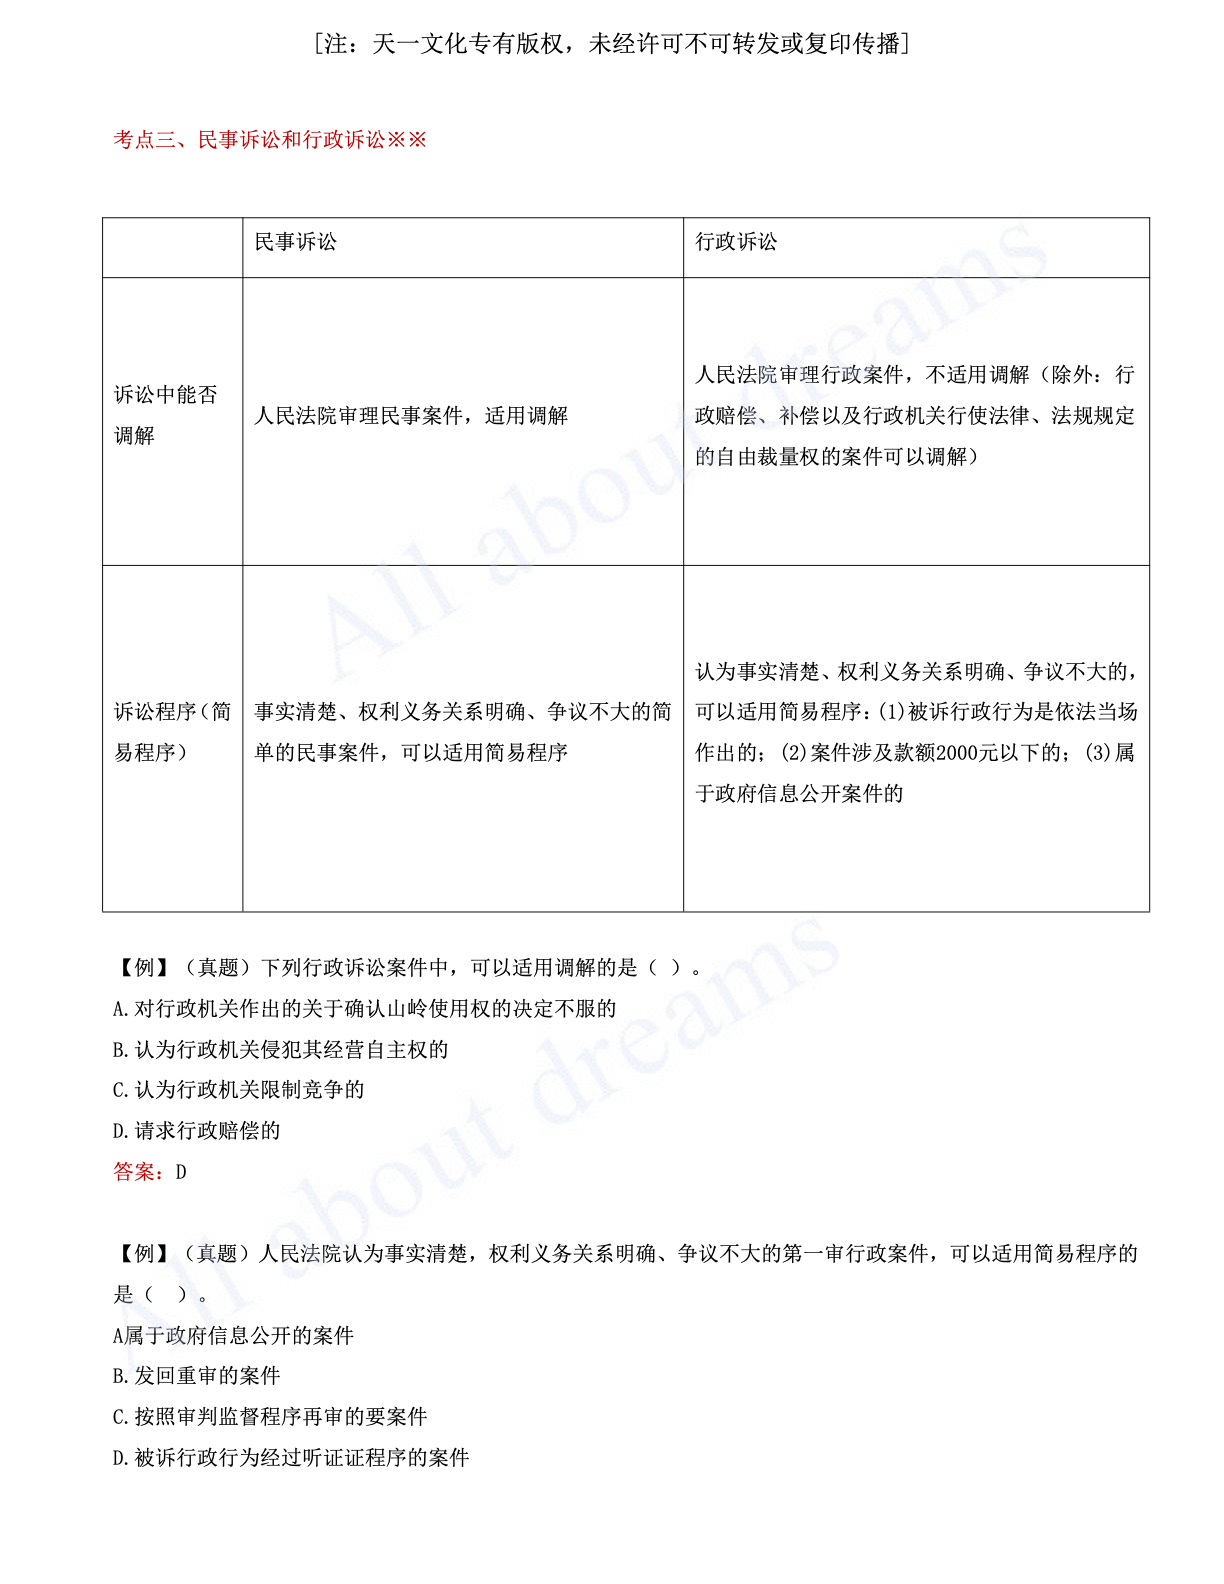 [注：天一文化专有版权，未经许可不可转发或复印传播]
考点三、民事诉讼和行政诉讼※※
民事诉讼
行政诉讼
诉讼中能否
调解
人民法院审理民事案件，适用调解
人民法院审理行政案件，不适用调解（除外：行
政赔偿、补偿以及行政机关行使法律、法规规定
的自由裁量权的案件可以调解）
诉讼程序（简
易程序）
事实清楚、权利义务关系明确、争议不大的简
单的民事案件，可以适用简易程序
认为事实清楚、权利义务关系明确、争议不大的，
可以适用简易程序：(1)被诉行政行为是依法当场
作出的；(2)案件涉及款额2000元以下的；(3)属
于政府信息公开案件的
【例】（真题）下列行政诉讼案件中，可以适用调解的是（ ）。
A.对行政机关作出的关于确认山岭使用权的决定不服的
B.认为行政机关侵犯其经营自主权的
C.认为行政机关限制竞争的
D.请求行政赔偿的
答案：D
【例】（真题）人民法院认为事实清楚，权利义务关系明确、争议不大的第一审行政案件，可以适用简易程序的
是（ ）。
A属于政府信息公开的案件
B.发回重审的案件
C.按照审判监督程序再审的要案件
D.被诉行政行为经过听证证程序的案件
All about dreams
All about dreams